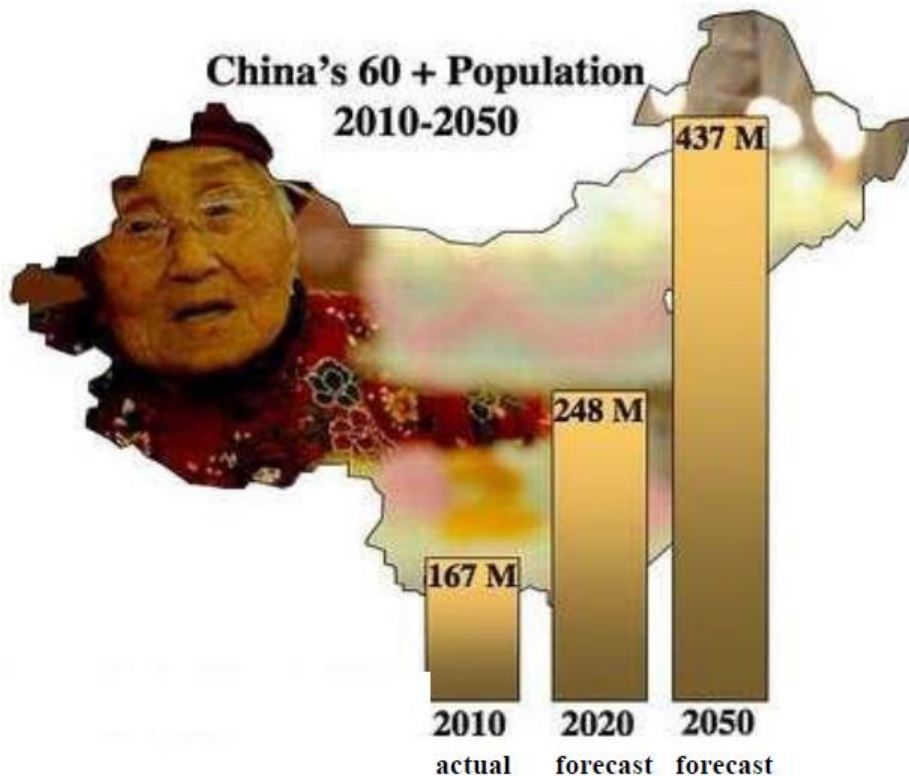 China's 60 + Population
2010-2050
437 M
248 M
167 M
2010 2020 2050
actual forecast forecast